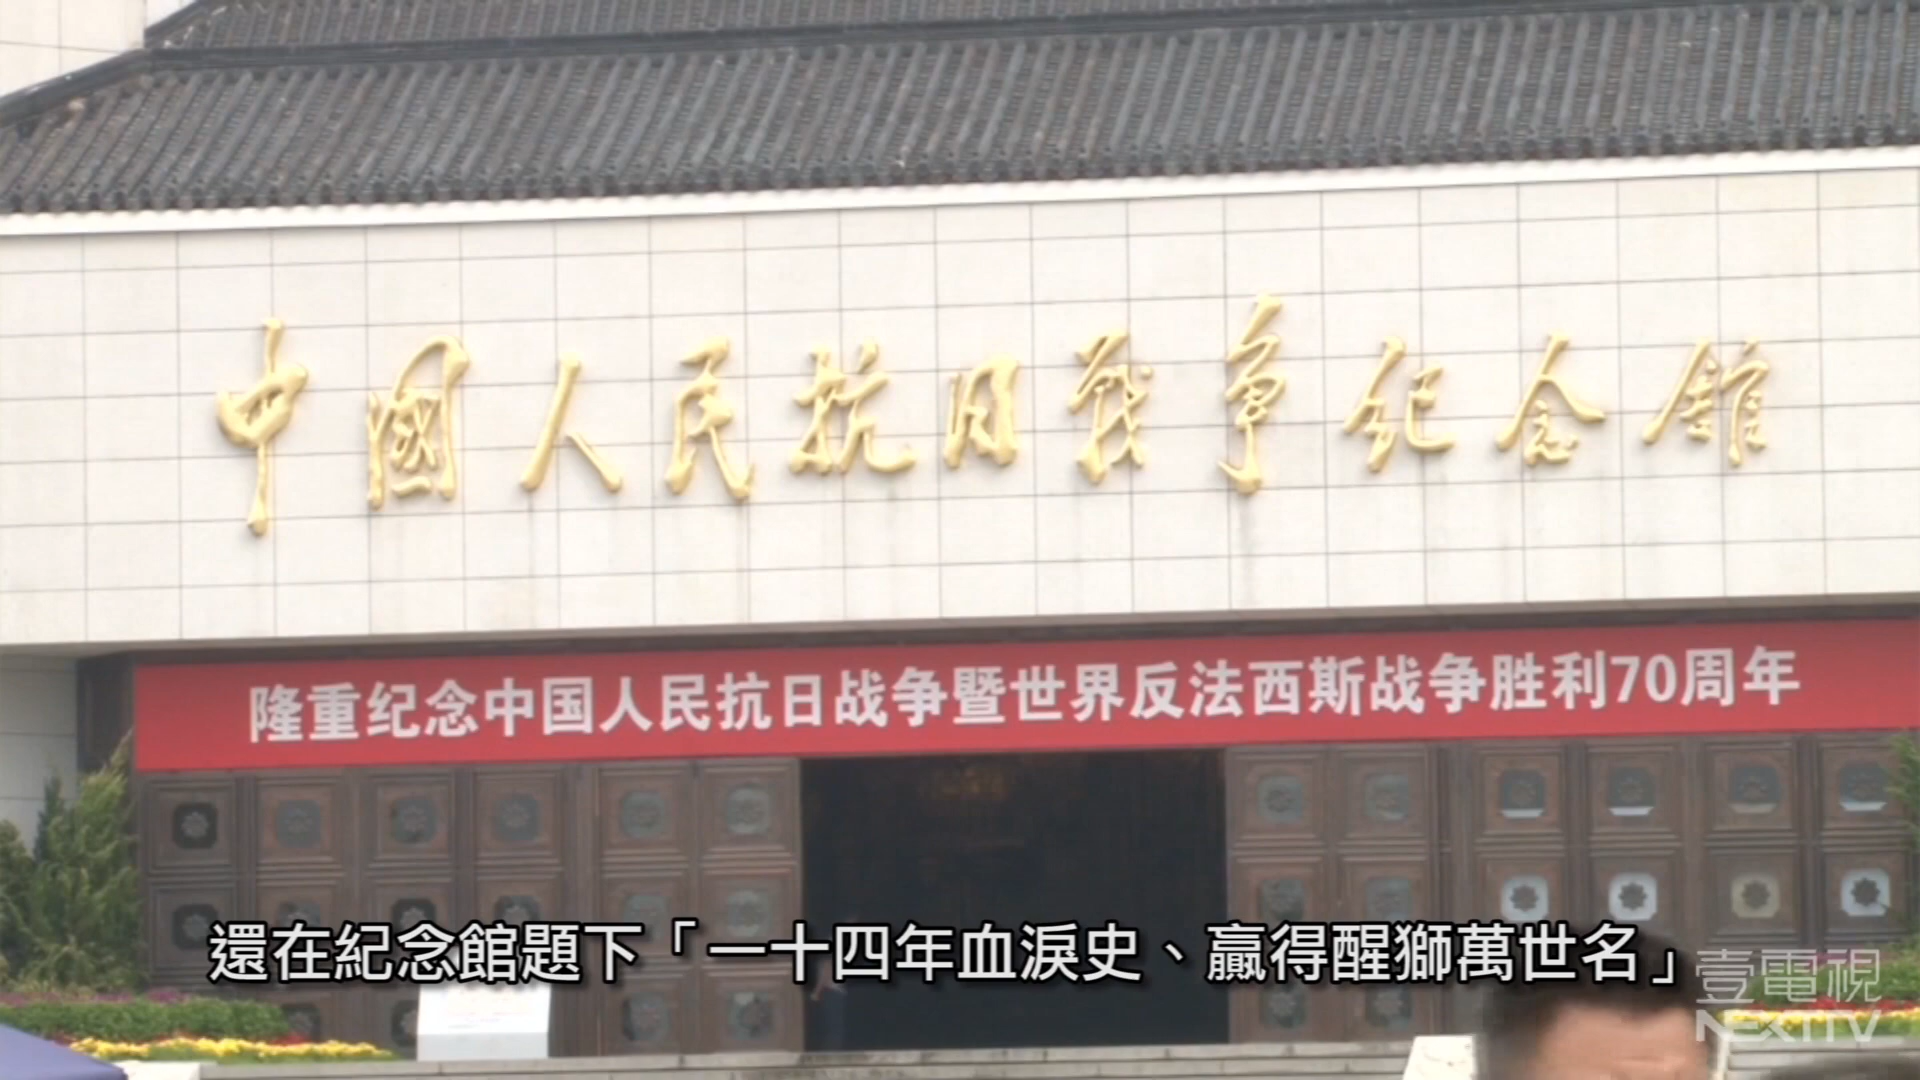 中國人民抗日戰爭紀念館
隆重纪念中国人民抗日战争暨世界反法西斯战争胜利70周年
還在紀念館題下「一十四年血淚史、贏得醒獅萬世名」
壹電視
NEXTTV